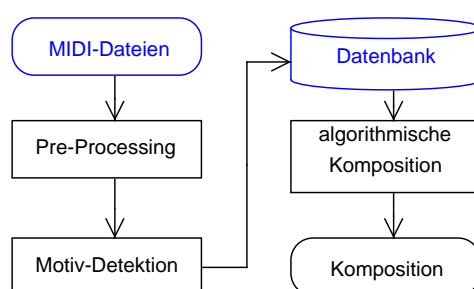 MIDI-Dateien
Pre-Processing
Motiv-Detektion
Datenbank
algorithmische
Komposition
Komposition